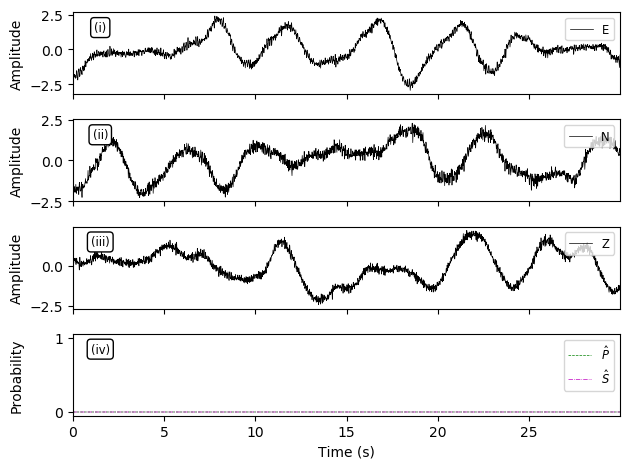 2.5
0.0
−2.5
Amplitude
(i)
E
2.5
0.0
−2.5
Amplitude
(ii)
N
0.0
−2.5
Amplitude
(iii)
Z
1
0
Probability
(iv)
P̂
Ŝ
0 5 10 15 20 25
Time (s)